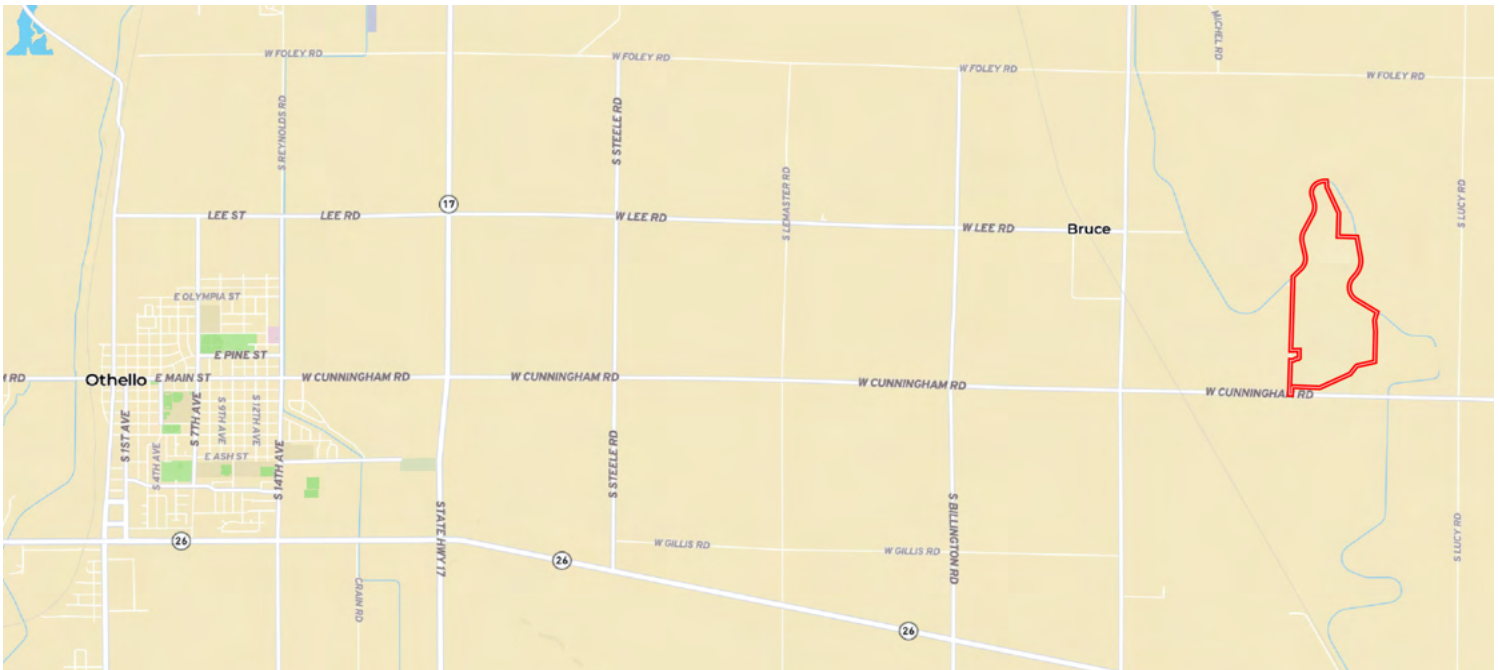 W FOLEY RD
W FOLEY RD
W FOLEY RD
MICHEL RD
W FOLEY RD
S REYNOLDS RD
S STEELE RD
S LEMASTER RD
S LUCY RD
LEE ST
LEE RD
17
W LEE RD
W LEE RD
Bruce
E OLYMPIA ST
E PINE ST
Othello
E MAIN ST
W CUNNINGHAM RD
W CUNNINGHAM RD
W CUNNINGHAM RD
W CUNNINGHAM RD
S 1ST AVE
S 4TH AVE
S 7TH AVE
S 9TH AVE
S 12TH AVE
S 14TH AVE
E ASH ST
S STEELE RD
S BILLINGTON RD
S LUCY RD
STATE HWY 17
26
26
W GILLIS RD
W GILLIS RD
CRAIN RD
26